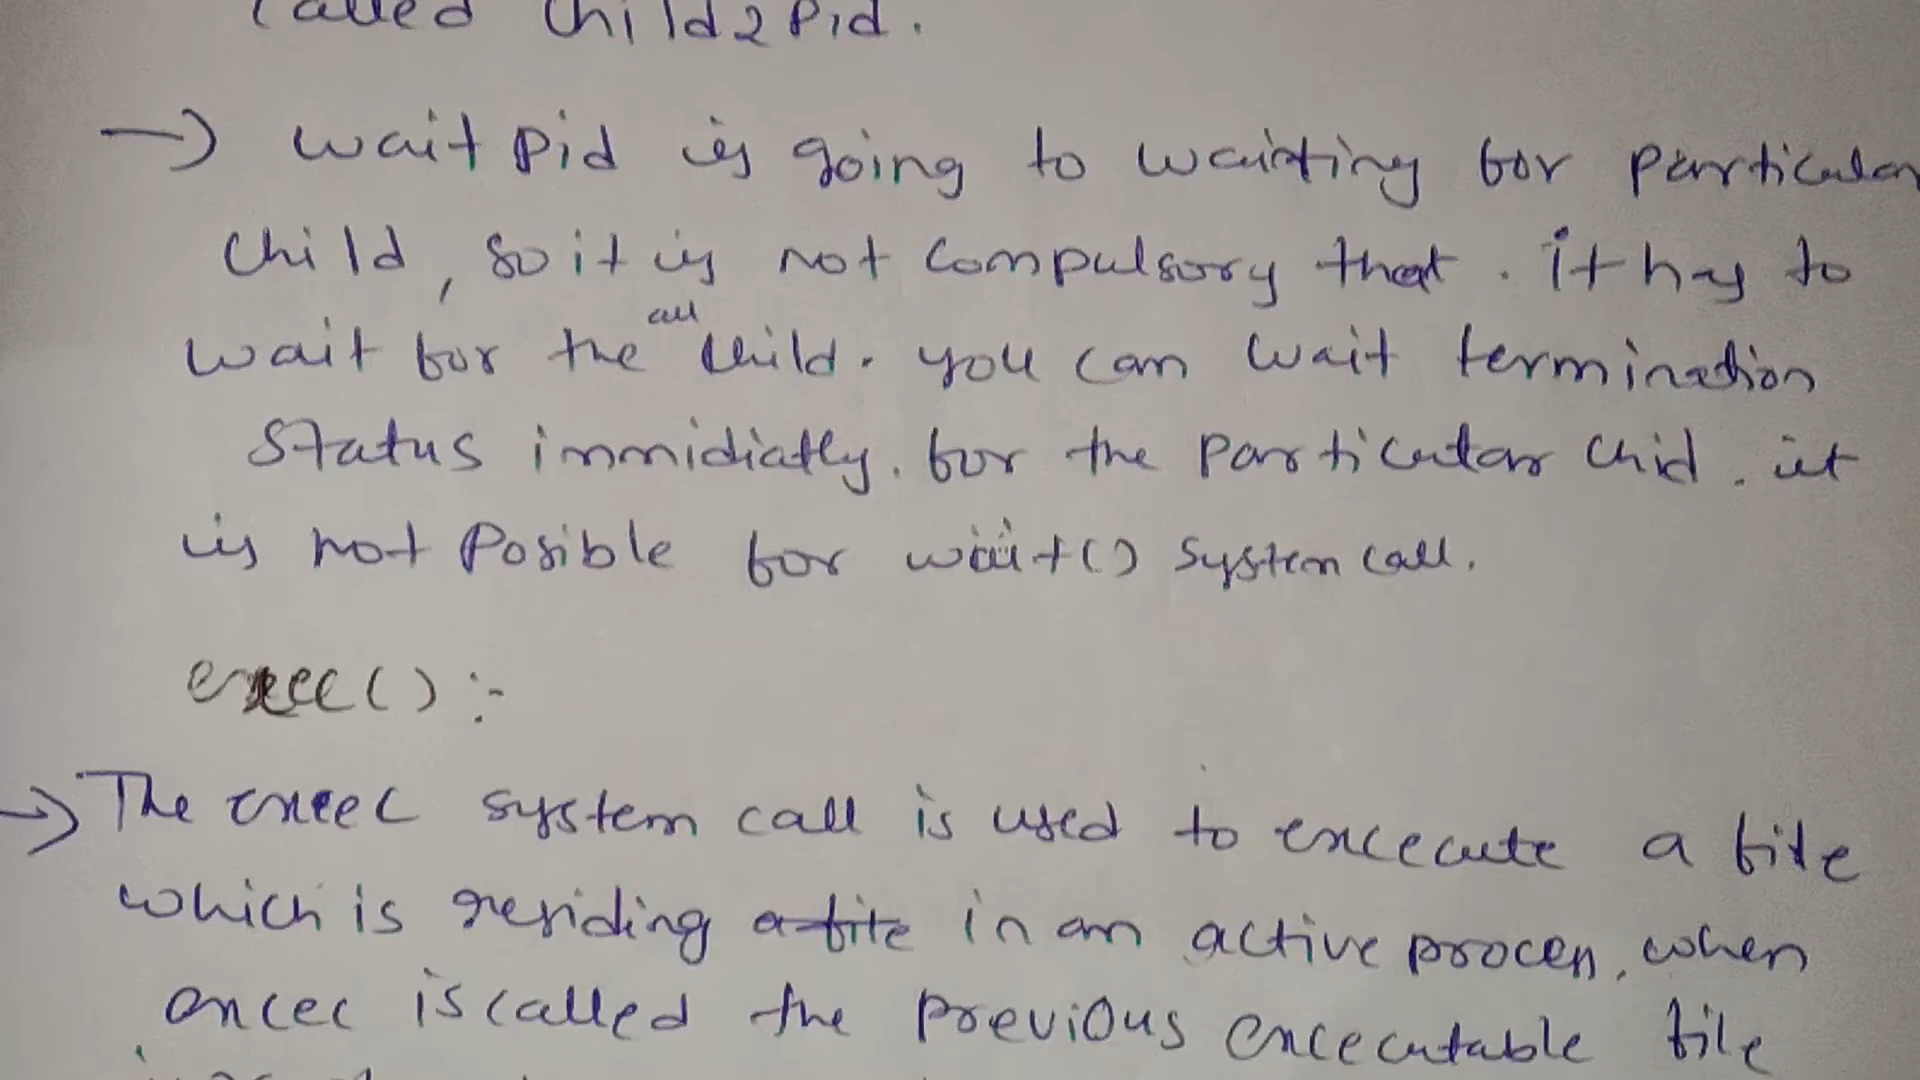 called child2pid.
→ wait pid is going to waiting for particular
child, so it is not compulsory that. it has to
wait for the all child. you can wait termination
status immidiatly. for the particular chid. it
is not posible for wait() system call.
exec() :-
→ The exeec system call is used to excecute a file
which is residing a file in an active process, when
excec is called the previous excecutable file